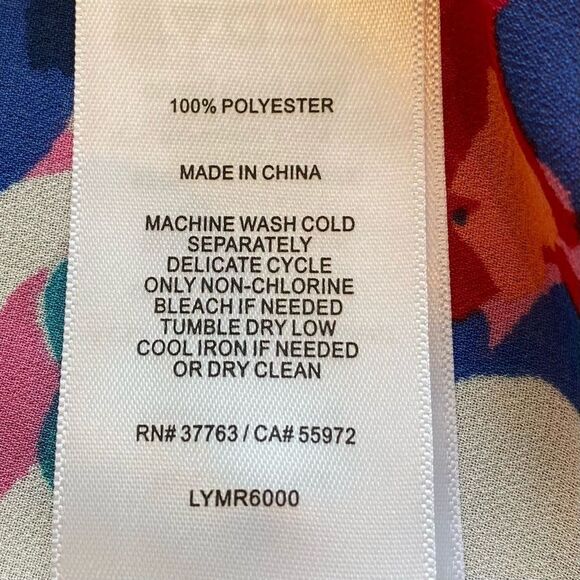 100% POLYESTER
MADE IN CHINA
MACHINE WASH COLD
SEPARATELY
DELICATE CYCLE
ONLY NON-CHLORINE
BLEACH IF NEEDED
TUMBLE DRY LOW
COOL IRON IF NEEDED
OR DRY CLEAN
RN# 37763 / CA# 55972
LYMR6000